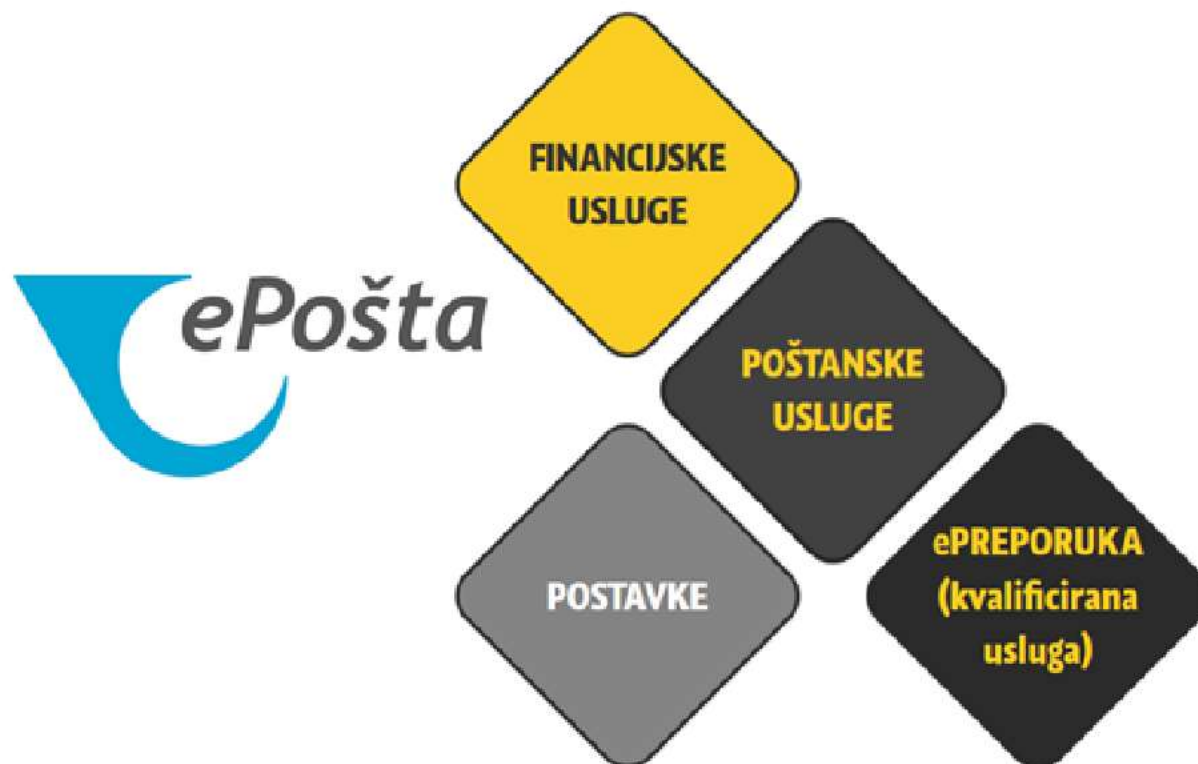 FINANCIJSKE
USLUGE
ePošta
POŠTANSKE
USLUGE
POSTAVKE
ePREPORUKA
(kvalificirana
usluga)